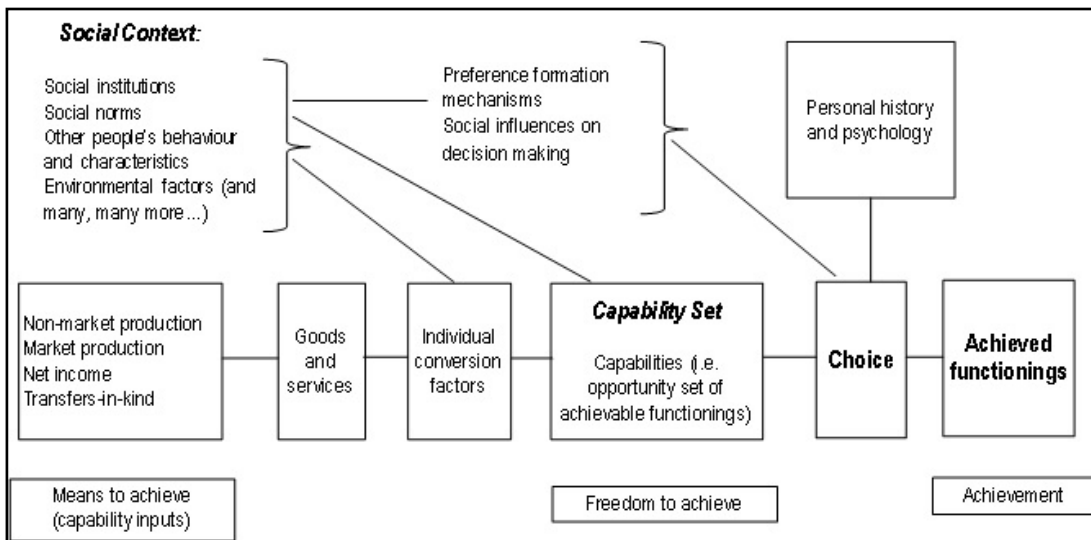 Social Context:
Social institutions
Social norms
Other people's behaviour
and characteristics
Environmental factors (and
many, many more...)
Preference formation
mechanisms
Social influences on
decision making
Personal history
and psychology
Non-market production
Market production
Net income
Transfers-in-kind
Goods
and
services
Individual
conversion
factors
Capability Set
Capabilities (i.e.
opportunity set of
achievable functionings)
Choice
Achieved
functionings
Means to achieve
(capability inputs)
Freedom to achieve
Achievement